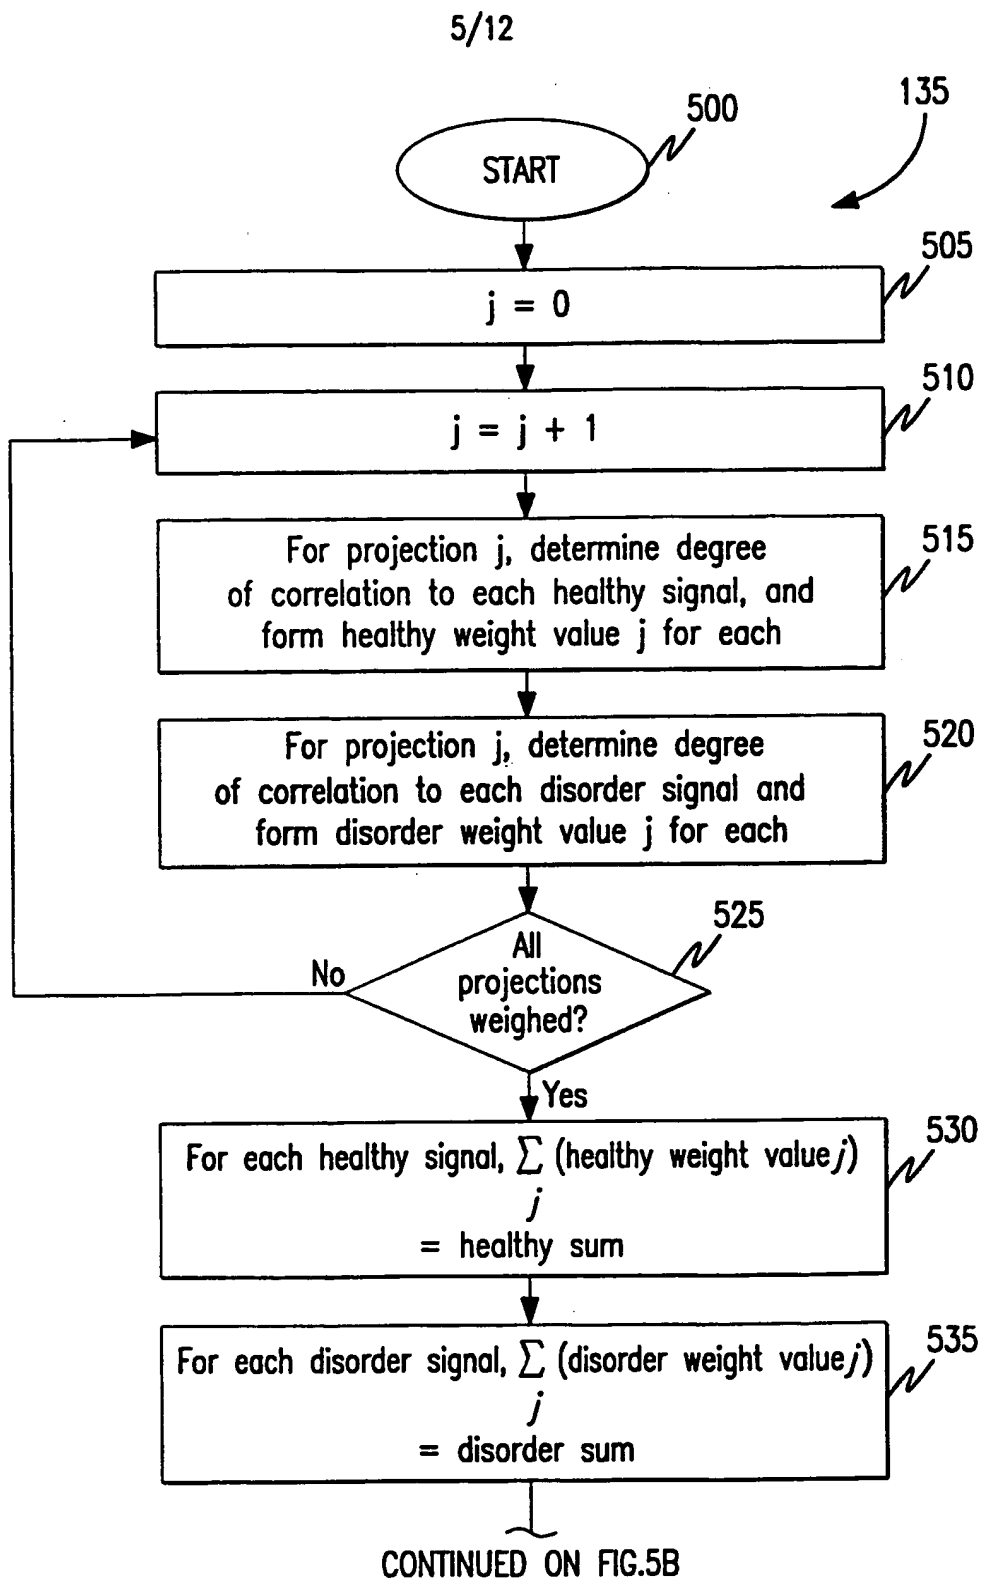 5/12
135
500
START
505
j = 0
510
j = j + 1
515
For projection j, determine degree
of correlation to each healthy signal, and
form healthy weight value j for each
520
For projection j, determine degree
of correlation to each disorder signal and
form disorder weight value j for each
525
All
projections
weighed?
No
Yes
530
For each healthy signal, ∑ (healthy weight value j)
j
= healthy sum
535
For each disorder signal, ∑ (disorder weight value j)
j
= disorder sum
CONTINUED ON FIG.5B